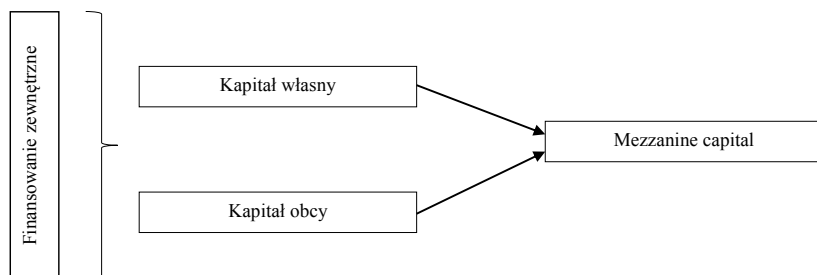 Finansowanie zewnętrzne
Kapitał własny
Mezzanine capital
Kapitał obcy